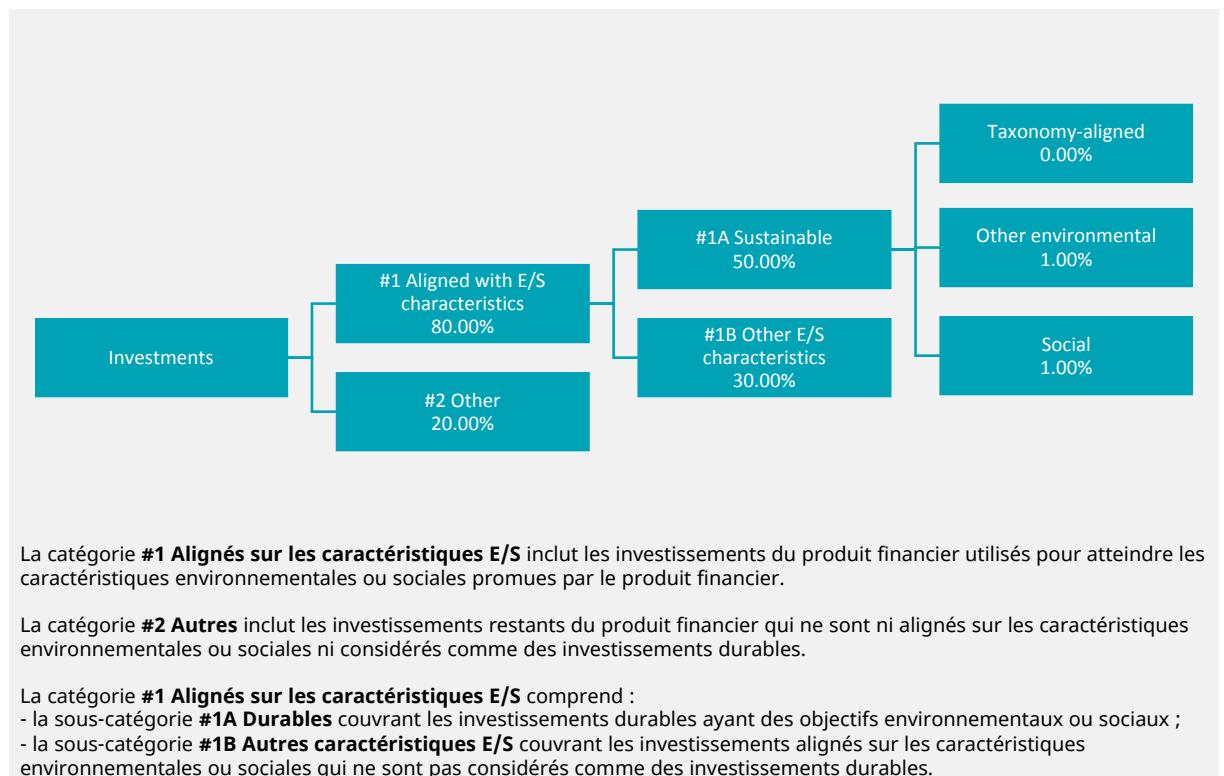 Taxonomy-aligned
0.00%
#1A Sustainable
50.00%
Other environmental
1.00%
#1 Aligned with E/S
characteristics
80.00%
Investments
#1B Other E/S
characteristics
30.00%
Social
1.00%
#2 Other
20.00%
La catégorie #1 Alignés sur les caractéristiques E/S inclut les investissements du produit financier utilisés pour atteindre les
caractéristiques environnementales ou sociales promues par le produit financier.
La catégorie #2 Autres inclut les investissements restants du produit financier qui ne sont ni alignés sur les caractéristiques
environnementales ou sociales ni considérés comme des investissements durables.
La catégorie #1 Alignés sur les caractéristiques E/S comprend :
- la sous-catégorie #1A Durables couvrant les investissements durables ayant des objectifs environnementaux ou sociaux ;
- la sous-catégorie #1B Autres caractéristiques E/S couvrant les investissements alignés sur les caractéristiques
environnementales ou sociales qui ne sont pas considérés comme des investissements durables.